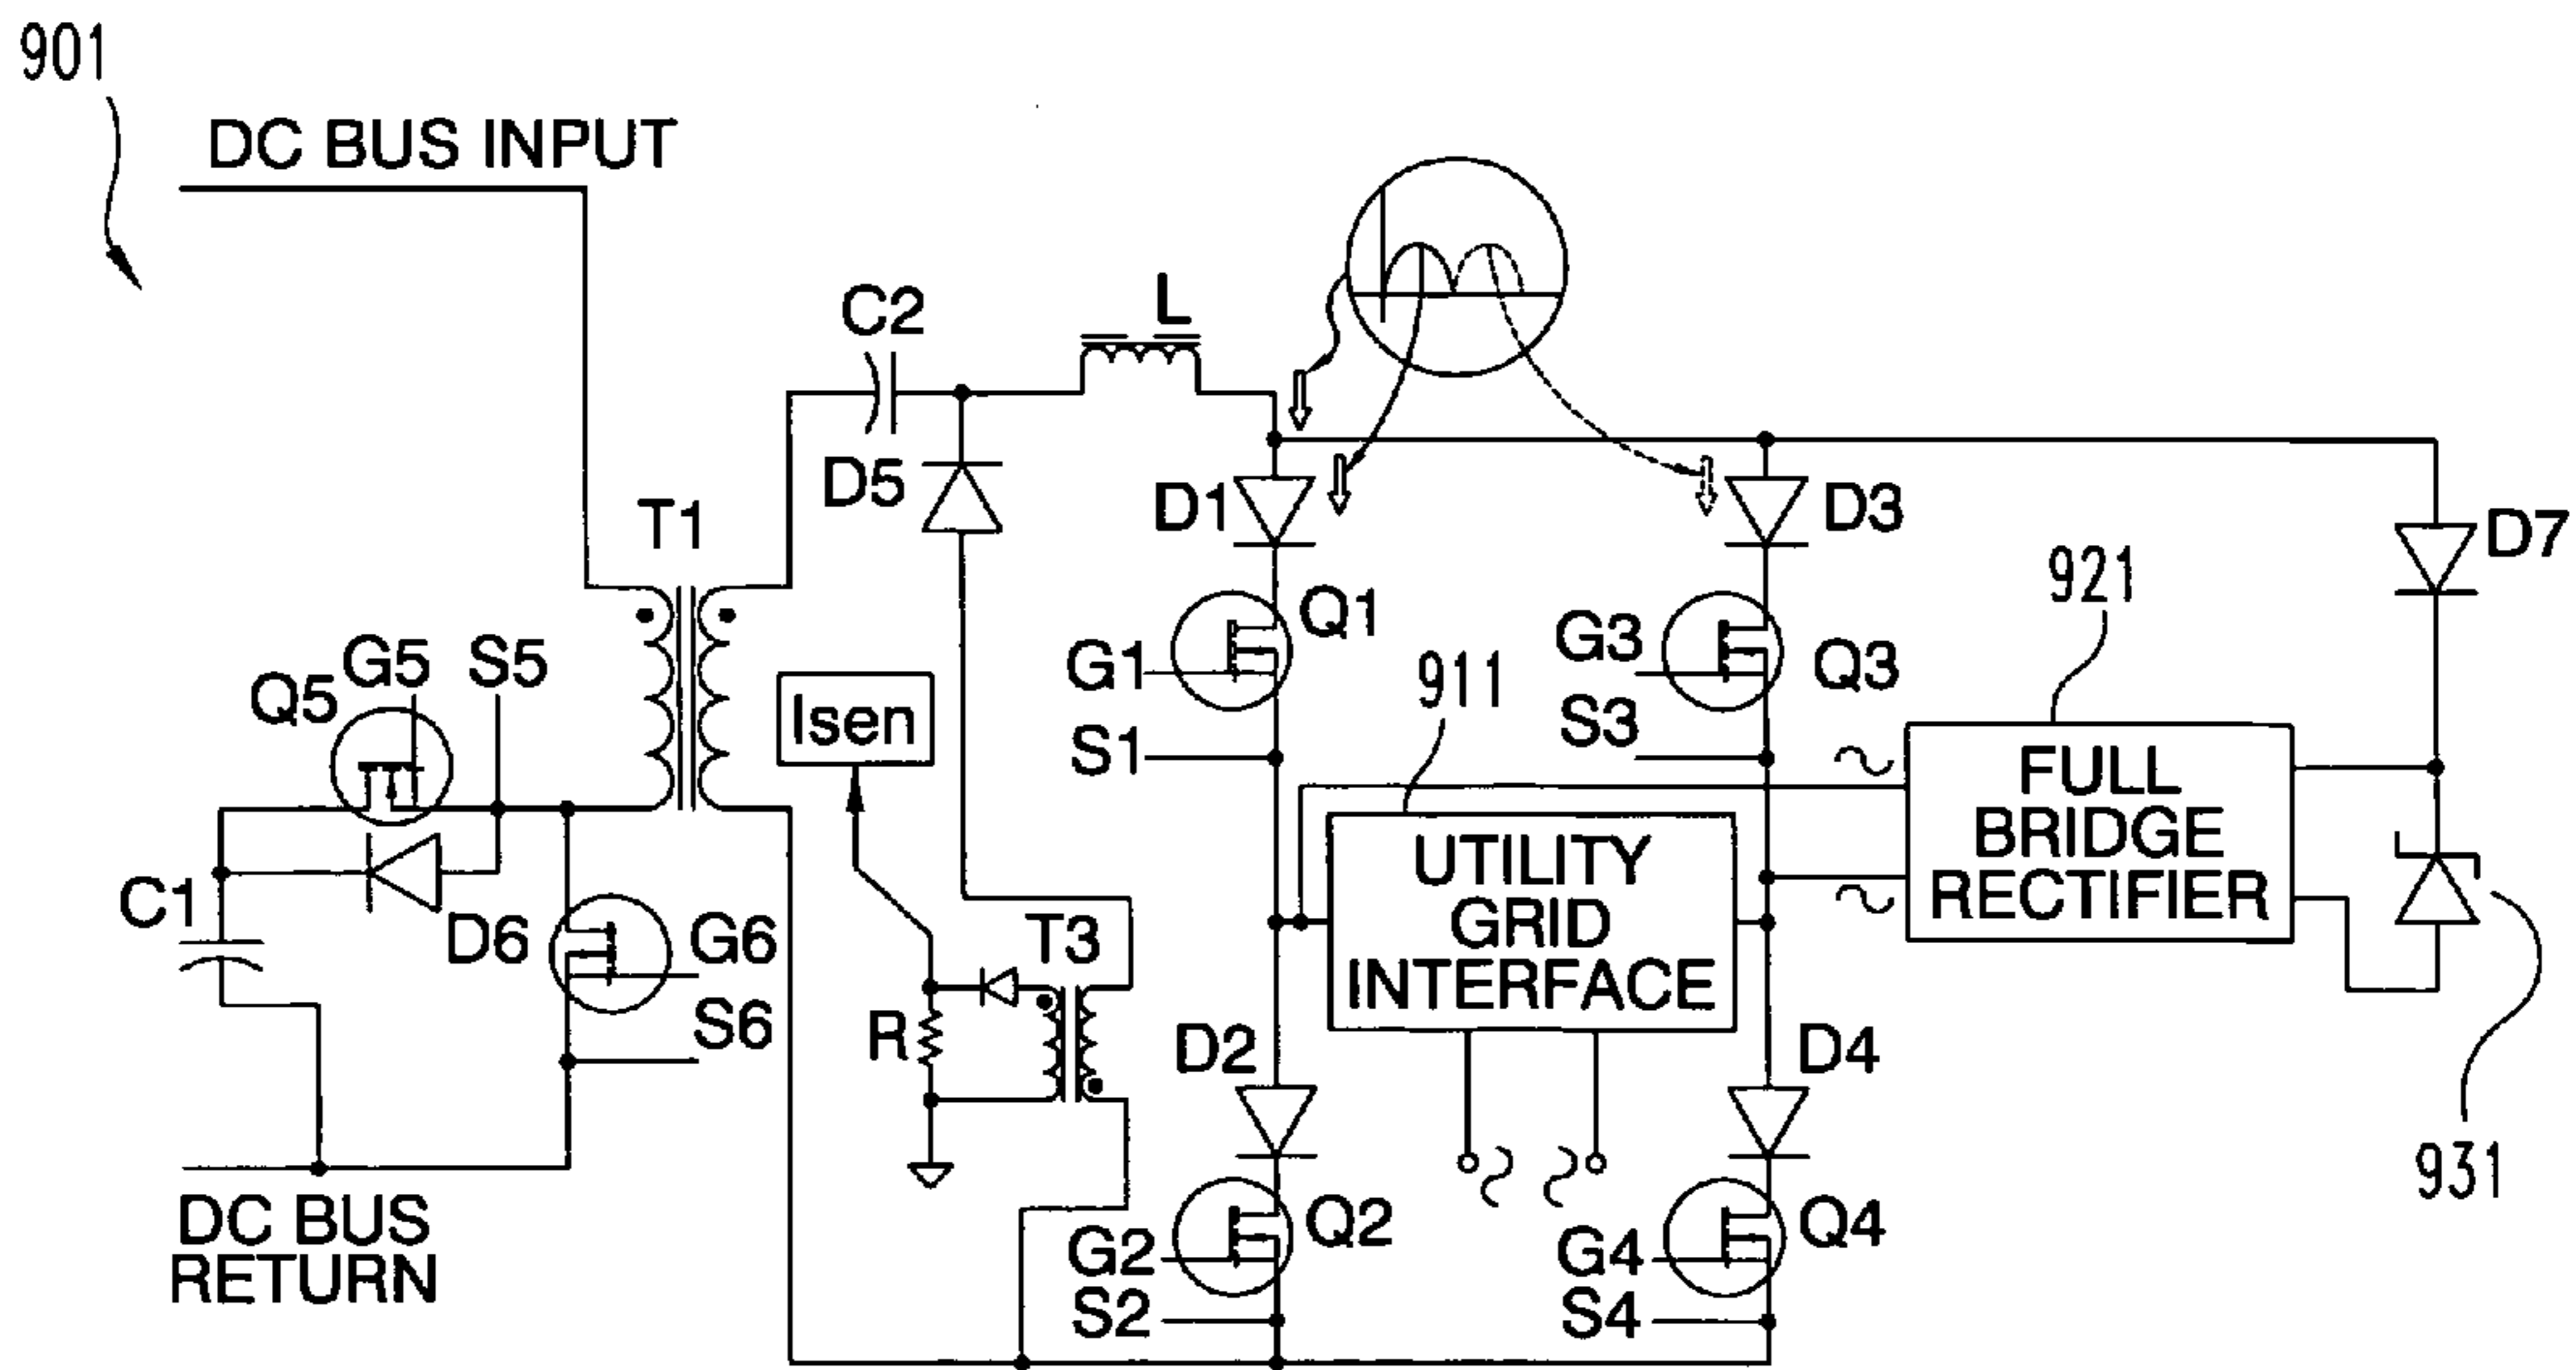 901
DC BUS INPUT
C2
L
D5
D1
D3
D7
T1
921
Q1
G5
S5
G3
Q5
Isen
G1
911
Q3
S1
S3
FULL
BRIDGE
RECTIFIER
UTILITY
GRID
INTERFACE
C1
D6
G6
T3
S6
R
D2
D4
931
DC BUS
RETURN
Q2
Q4
G2
G4
S2
S4